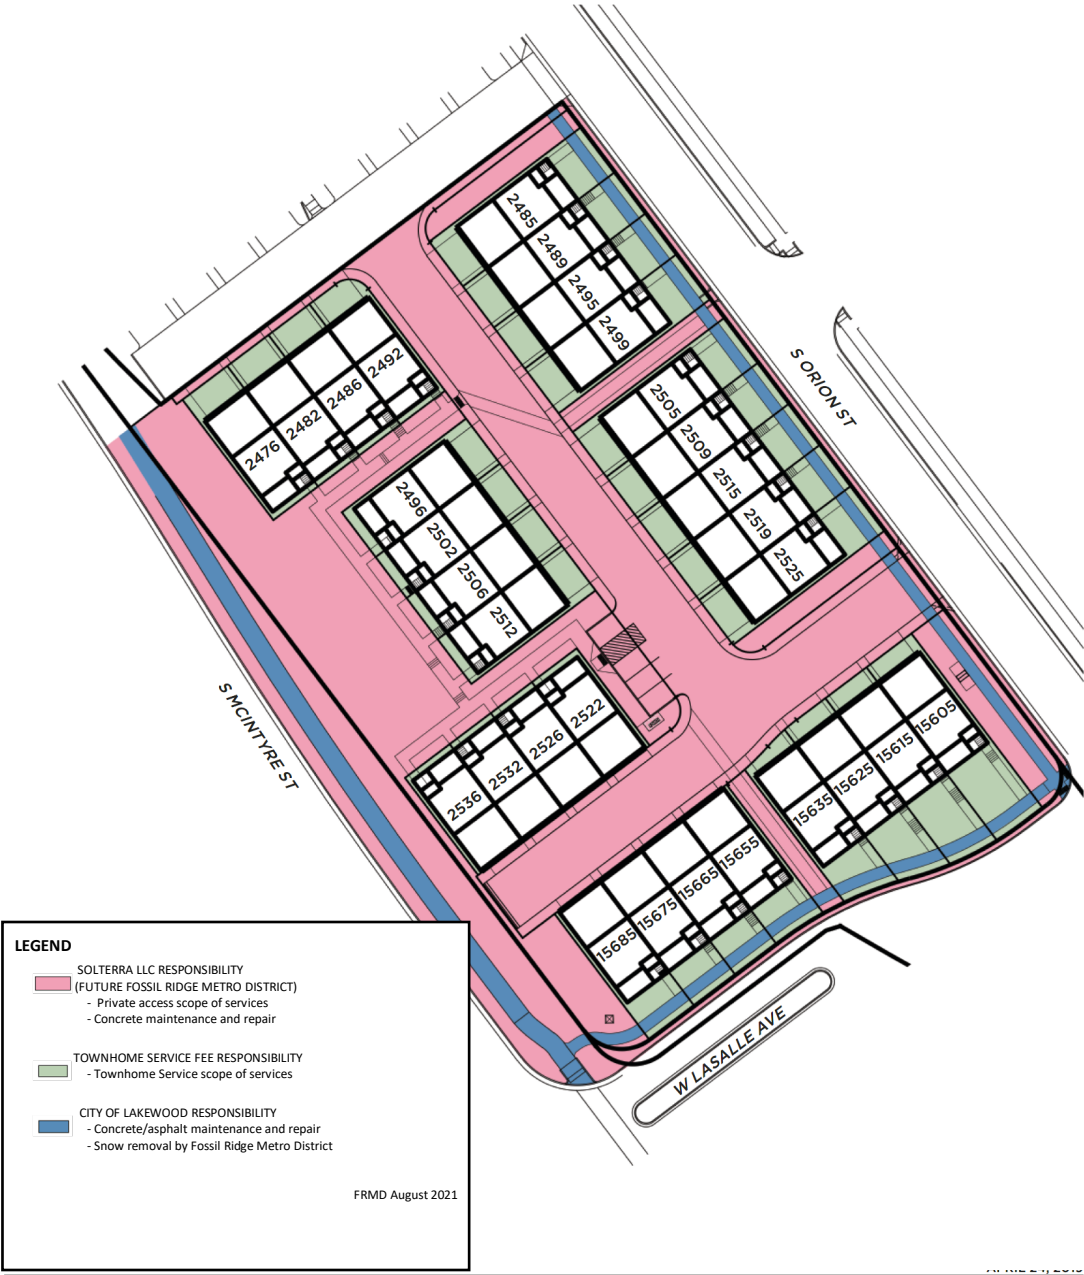 2485
2489
2495
2499
2492
2486
2482
2476
S ORION ST
2505
2509
2515
2519
2525
2496
2502
2506
2512
S MCINTYRE ST
2522
2526
2532
2536
15605
15615
15625
15635
15655
15665
15675
15685
W LASALLE AVE
LEGEND
SOLTERRA LLC RESPONSIBILITY
(FUTURE FOSSIL RIDGE METRO DISTRICT)
- Private access scope of services
- Concrete maintenance and repair
TOWNHOME SERVICE FEE RESPONSIBILITY
- Townhome Service scope of services
CITY OF LAKEWOOD RESPONSIBILITY
- Concrete/asphalt maintenance and repair
- Snow removal by Fossil Ridge Metro District
FRMD August 2021